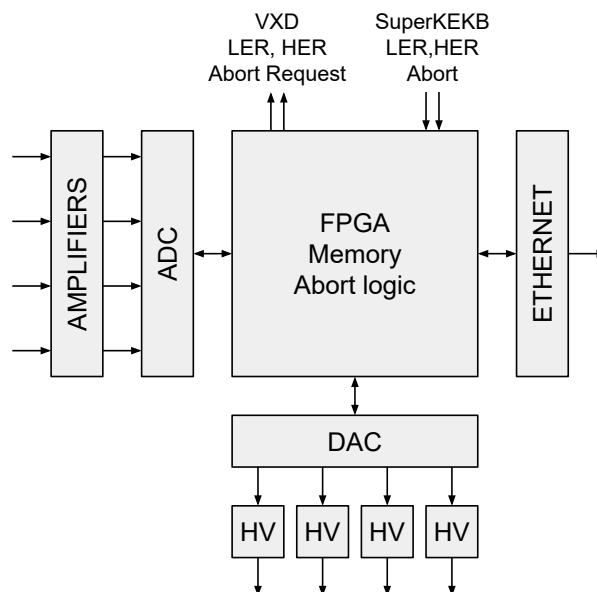 VXD
LER, HER
Abort Request
SuperKEKB
LER,HER
Abort
AMPLIFIERS
ADC
FPGA
Memory
Abort logic
ETHERNET
DAC
HV
HV
HV
HV